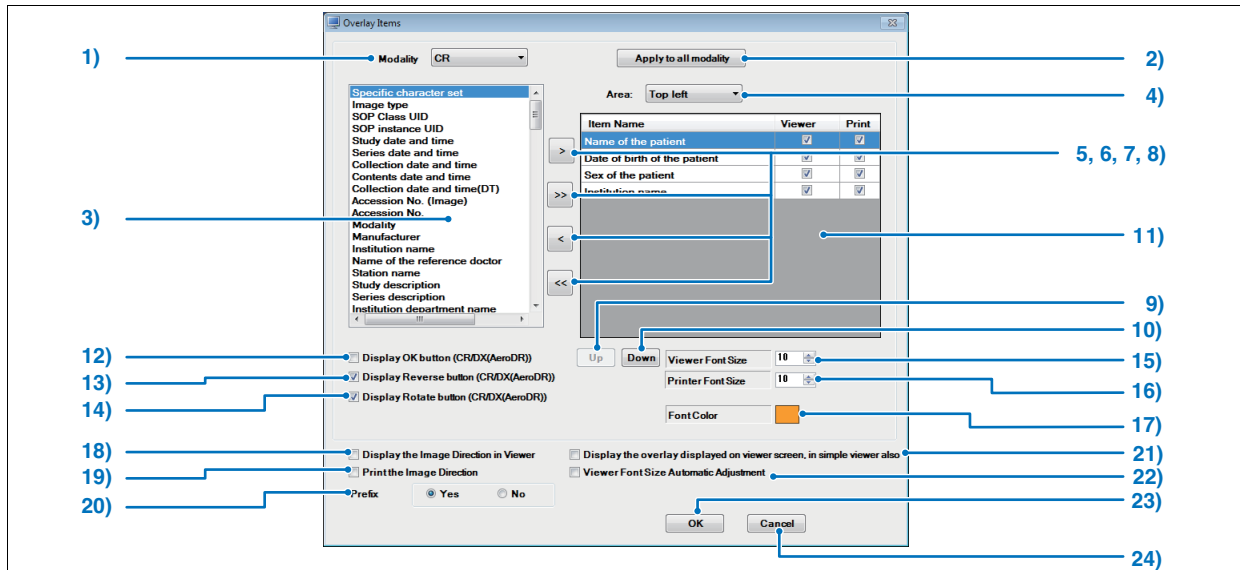 Overlay Items
1)
Modality CR
Apply to all modality
2)
Area: Top left
4)
Specific character set
Image type
SOP Class UID
SOP instance UID
Study date and time
Series date and time
Collection date and time
Contents date and time
Collection date and time(DT)
Accession No. (Image)
Accession No.
Modality
Manufacturer
Institution name
Name of the reference doctor
Station name
Study description
Series description
Institution department name
3)
>
>>
<
<<
5, 6, 7, 8)
Item Name Viewer Print
Name of the patient
Date of birth of the patient
Sex of the patient
Institution name
11)
9)
10)
Up
Down
12)
Display OK button (CR/DX(AeroDR))
13)
Display Reverse button (CR/DX(AeroDR))
14)
Display Rotate button (CR/DX(AeroDR))
Viewer Font Size 10
15)
Printer Font Size 10
16)
Font Color
17)
18)
Display the Image Direction in Viewer
19)
Print the Image Direction
20)
Prefix Yes No
Display the overlay displayed on viewer screen, in simple viewer also
21)
Viewer Font Size Automatic Adjustment
22)
23)
OK
Cancel
24)